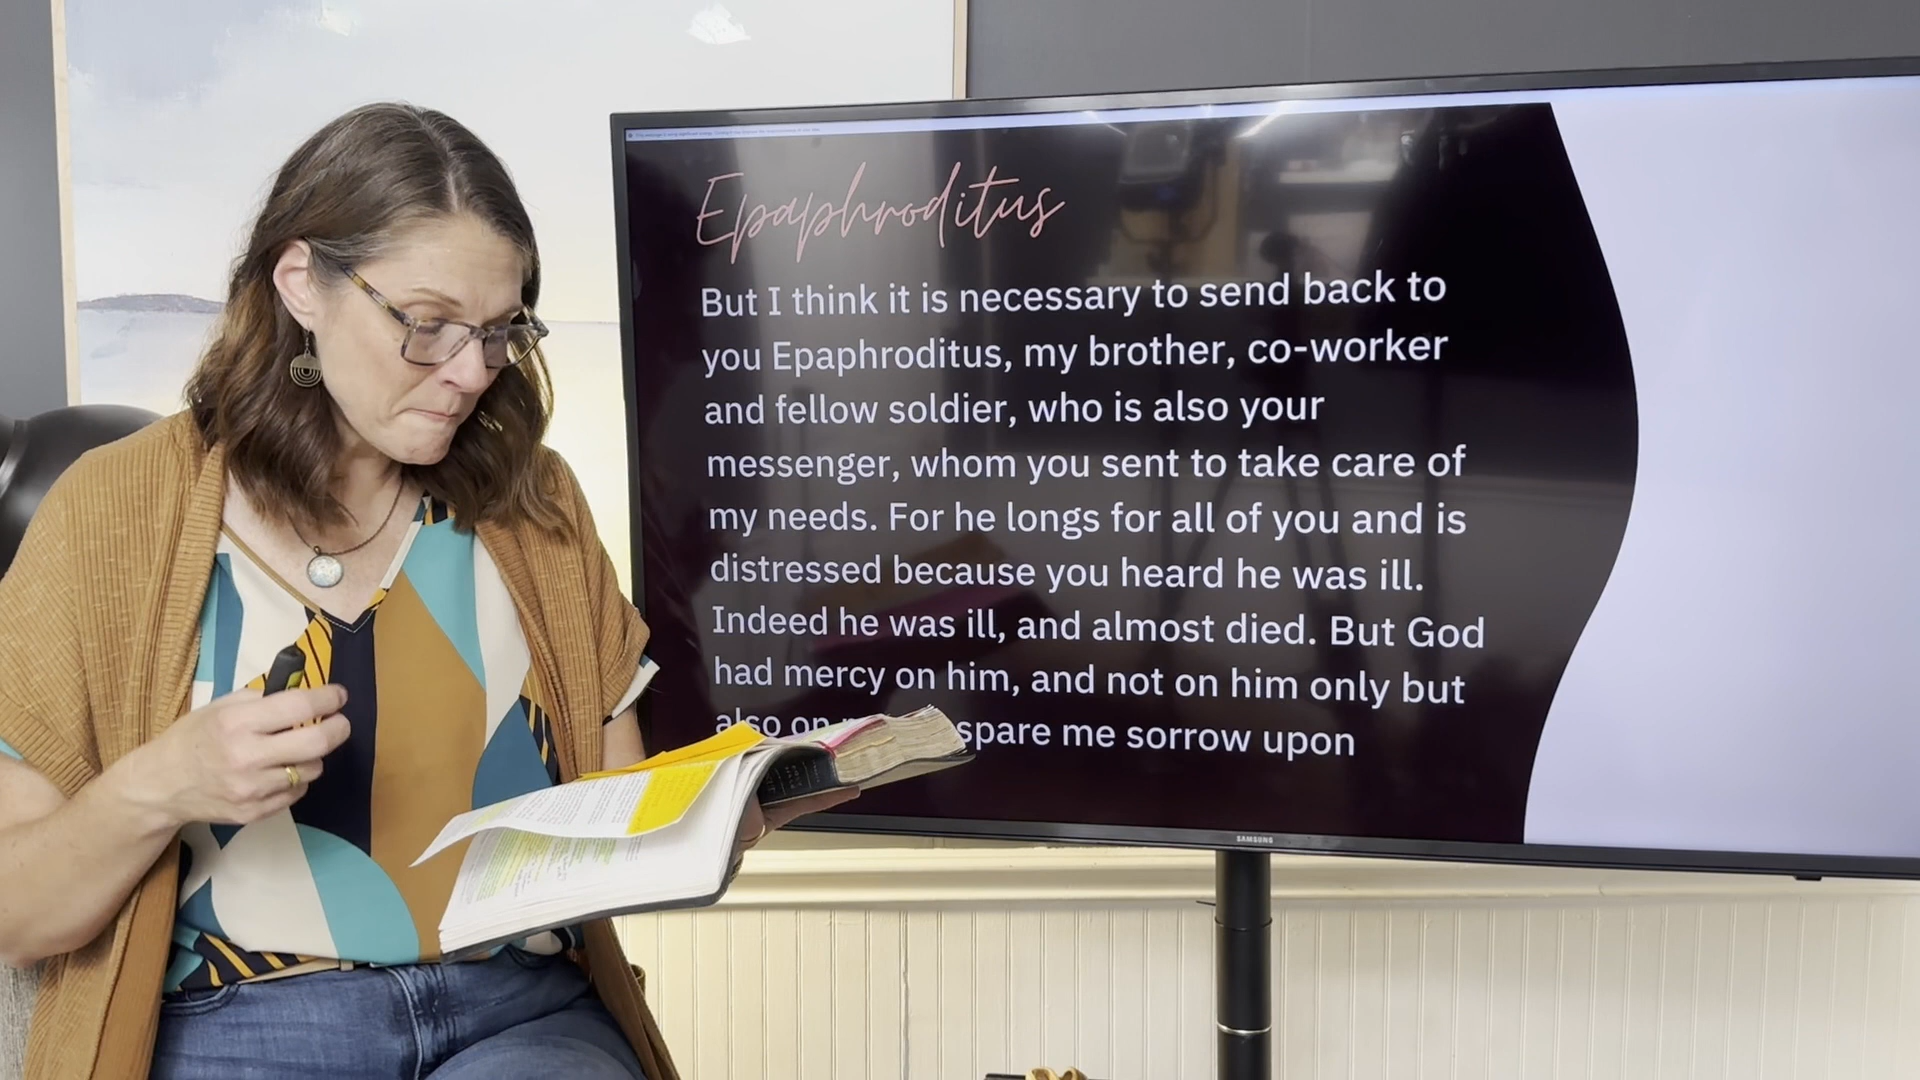 Epaphroditus
But I think it is necessary to send back to
you Epaphroditus, my brother, co-worker
and fellow soldier, who is also your
messenger, whom you sent to take care of
my needs. For he longs for all of you and is
distressed because you heard he was ill.
Indeed he was ill, and almost died. But God
had mercy on him, and not on him only but
also on spare me sorrow upon
SAMSUNG